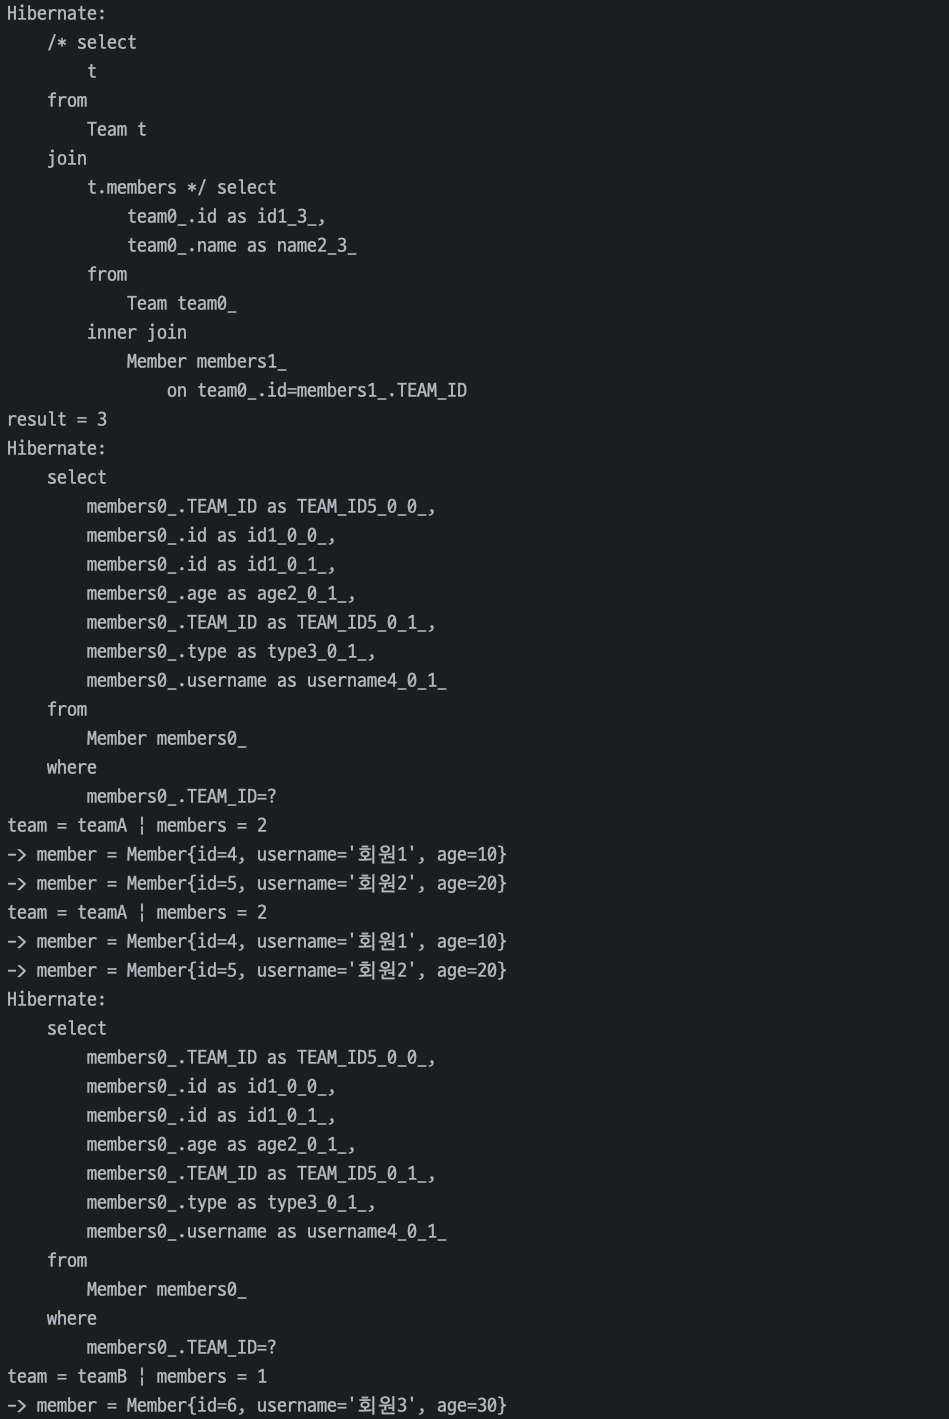 Hibernate:
    /* select
        t
    from
        Team t
    join
        t.members */ select
            team0_.id as id1_3_,
            team0_.name as name2_3_
        from
            Team team0_
        inner join
            Member members1_
                on team0_.id=members1_.TEAM_ID
result = 3
Hibernate:
    select
        members0_.TEAM_ID as TEAM_ID5_0_0_,
        members0_.id as id1_0_0_,
        members0_.id as id1_0_1_,
        members0_.age as age2_0_1_,
        members0_.TEAM_ID as TEAM_ID5_0_1_,
        members0_.type as type3_0_1_,
        members0_.username as username4_0_1_
    from
        Member members0_
    where
        members0_.TEAM_ID=?
team = teamA | members = 2
-> member = Member{id=4, username='회원1', age=10}
-> member = Member{id=5, username='회원2', age=20}
team = teamA | members = 2
-> member = Member{id=4, username='회원1', age=10}
-> member = Member{id=5, username='회원2', age=20}
Hibernate:
    select
        members0_.TEAM_ID as TEAM_ID5_0_0_,
        members0_.id as id1_0_0_,
        members0_.id as id1_0_1_,
        members0_.age as age2_0_1_,
        members0_.TEAM_ID as TEAM_ID5_0_1_,
        members0_.type as type3_0_1_,
        members0_.username as username4_0_1_
    from
        Member members0_
    where
        members0_.TEAM_ID=?
team = teamB | members = 1
-> member = Member{id=6, username='회원3', age=30}